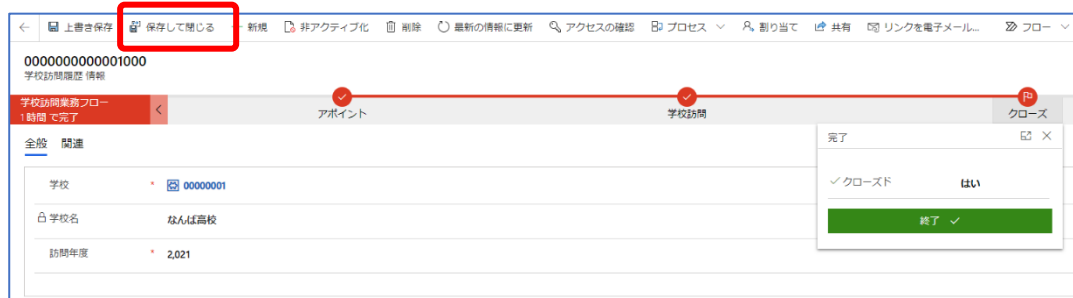 上書き保存 保存して閉じる 新規 非アクティブ化 削除 最新の情報に更新 アクセスの確認 プロセス 割り当て 共有 リンクを電子メール... フロー
0000000000001000
学校訪問履歴 情報
学校訪問業務フロー
1 時間 で完了
アポイント
学校訪問
クローズ
全般 関連
完了
学校 * 00000001
クローズド はい
学校名 なんば高校
終了
訪問年度 * 2,021